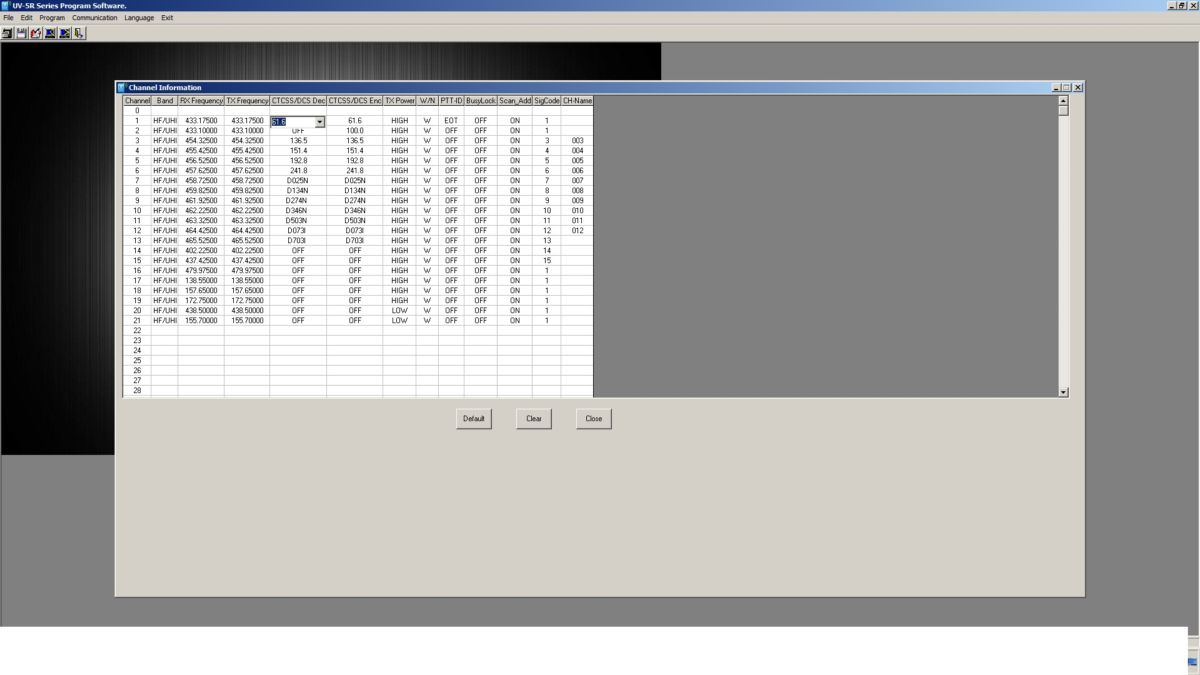 UV-5R Series Program Software.
File Edit Program Communication Language Exit
Channel Information
Channel Band RX Frequency TX Frequency CTCSS/DCS Dec CTCSS/DCS Enc TX Power W/N PTT-ID BusyLock Scan_Add SigCode CH-Name
0
1 HF/UHI 433.17500 433.17500 61.6 61.6 HIGH W EOT OFF ON 1
2 HF/UHI 433.10000 433.10000 OFF 100.0 HIGH W OFF OFF ON 1
3 HF/UHI 454.32500 454.32500 136.5 136.5 HIGH W OFF OFF ON 3 003
4 HF/UHI 455.42500 455.42500 151.4 151.4 HIGH W OFF OFF ON 4 004
5 HF/UHI 456.52500 456.52500 192.8 192.8 HIGH W OFF OFF ON 5 005
6 HF/UHI 457.62500 457.62500 241.8 241.8 HIGH W OFF OFF ON 6 006
7 HF/UHI 458.72500 458.72500 D025N D025N HIGH W OFF OFF ON 7 007
8 HF/UHI 459.82500 459.82500 D134N D134N HIGH W OFF OFF ON 8 008
9 HF/UHI 461.92500 461.92500 D274N D274N HIGH W OFF OFF ON 9 009
10 HF/UHI 462.22500 462.22500 D346N D346N HIGH W OFF OFF ON 10 010
11 HF/UHI 463.32500 463.32500 D503N D503N HIGH W OFF OFF ON 11 011
12 HF/UHI 464.42500 464.42500 D073I D073I HIGH W OFF OFF ON 12 012
13 HF/UHI 465.52500 465.52500 D703I D703I HIGH W OFF OFF ON 13
14 HF/UHI 402.22500 402.22500 OFF OFF HIGH W OFF OFF ON 14
15 HF/UHI 437.42500 437.42500 OFF OFF HIGH W OFF OFF ON 15
16 HF/UHI 479.97500 479.97500 OFF OFF HIGH W OFF OFF ON 1
17 HF/UHI 138.55000 138.55000 OFF OFF HIGH W OFF OFF ON 1
18 HF/UHI 157.65000 157.65000 OFF OFF HIGH W OFF OFF ON 1
19 HF/UHI 172.75000 172.75000 OFF OFF HIGH W OFF OFF ON 1
20 HF/UHI 438.50000 438.50000 OFF OFF LOW W OFF OFF ON 1
21 HF/UHI 155.70000 155.70000 OFF OFF LOW W OFF OFF ON 1
22
23
24
25
26
27
28
Default Clear Close